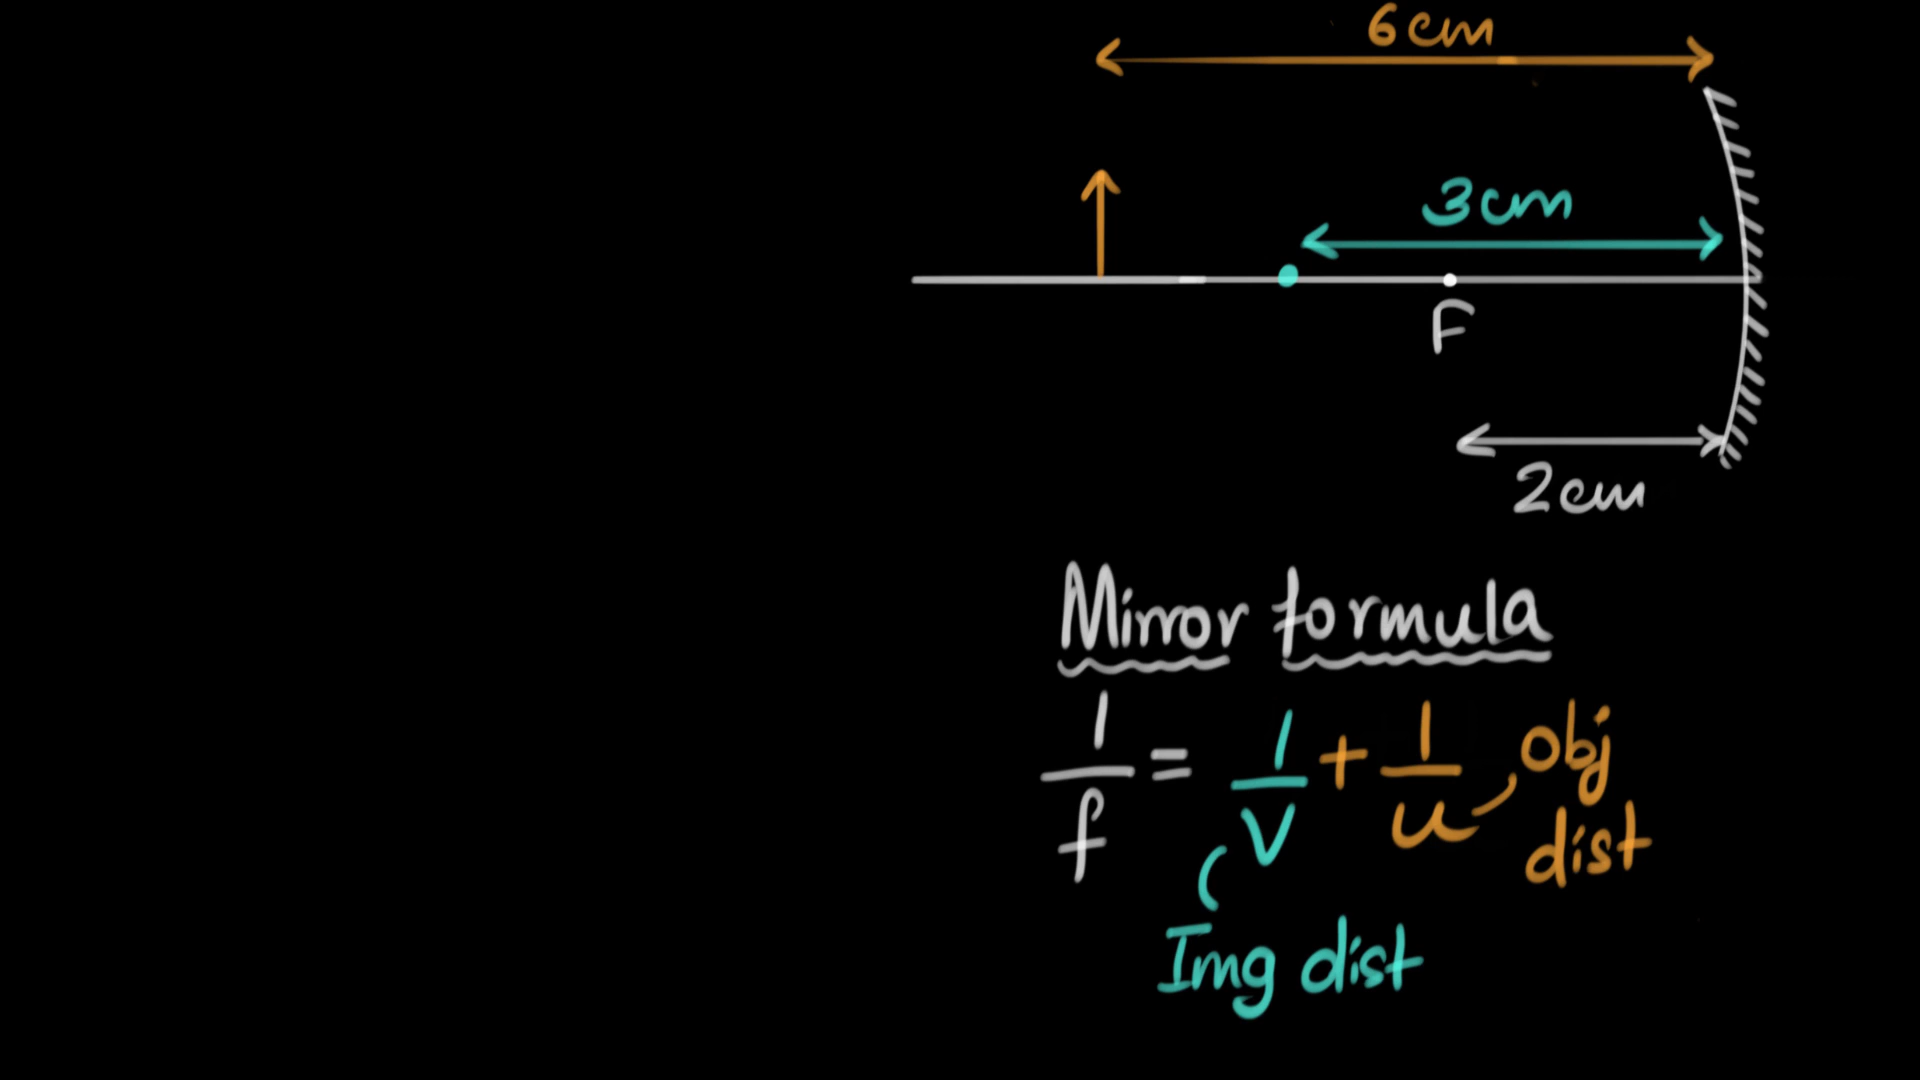 6cm
3cm
F
2cm
Mirror formula
1/f = 1/v + 1/u obj
dist
Img dist